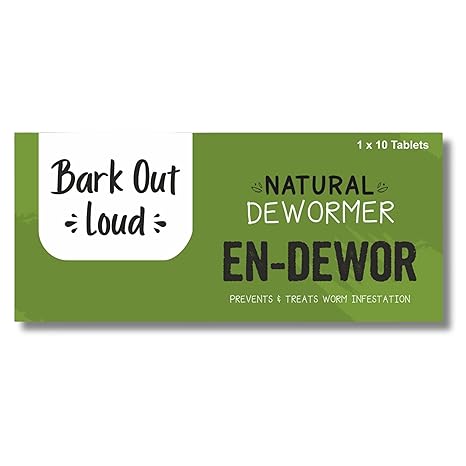 1 x 10 Tablets
Bark Out
Loud
NATURAL
DEWORMER
EN-DEWOR
PREVENTS & TREATS WORM INFESTATION